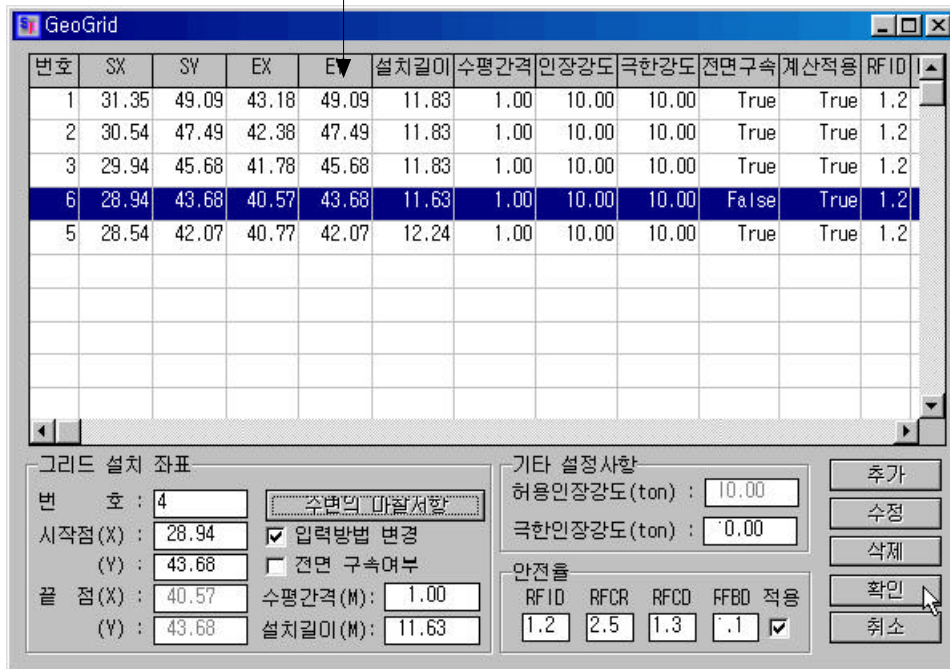 GeoGrid
번호 SX SY EX 설치길이 수평간격 인장강도 극한강도 전면구속 계산적용 RFID
1 31.35 49.09 43.18 49.09 11.83 1.00 10.00 10.00 True True 1.2
2 30.54 47.49 42.38 47.49 11.83 1.00 10.00 10.00 True True 1.2
3 29.94 45.68 41.78 45.68 11.83 1.00 10.00 10.00 True True 1.2
6 28.94 43.68 40.57 43.68 11.63 1.00 10.00 10.00 False True 1.2
5 28.54 42.07 40.77 42.07 12.24 1.00 10.00 10.00 True True 1.2
그리드 설치 좌표
번 호 : 4
시작점(X) : 28.94
(Y) : 43.68
끝 점(X) : 40.57
(Y) : 43.68
주변의 마찰저항
입력방법 변경
전면 구속여부
수평간격(M): 1.00
설치길이(M): 11.63
기타 설정사항
허용인장강도(ton) : 10.00
극한인장강도(ton) :
안전율
RFID RFCR RFCD 적용
1.2 2.5 1.3
추가
수정
삭제
확인
취소